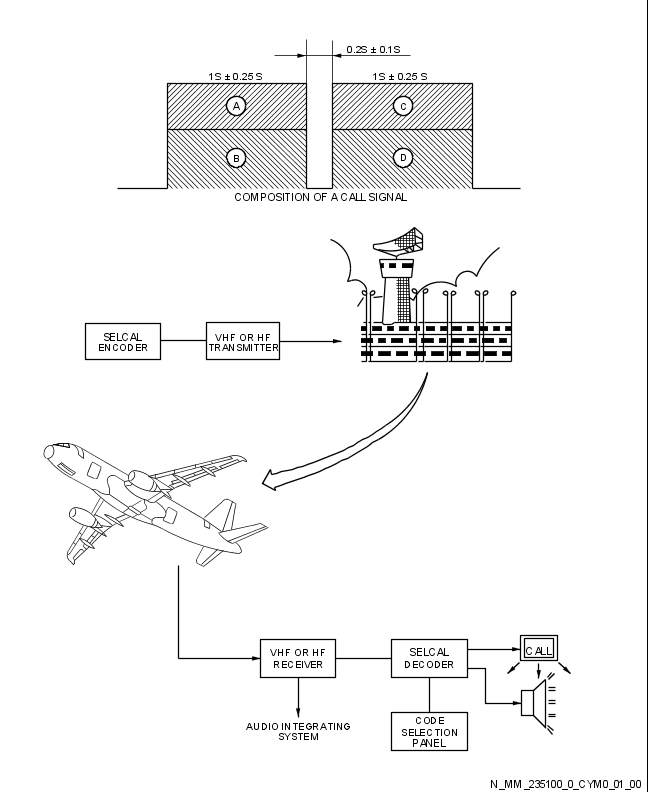 0.2S ± 0.1S
1S ± 0.25 S
1S ± 0.25 S
A
C
B
D
COMPOSITION OF A CALL SIGNAL
SELCAL
ENCODER
VHF OR HF
TRANSMITTER
VHF OR HF
RECEIVER
SELCAL
DECODER
CALL
AUDIO INTEGRATING
SYSTEM
CODE
SELECTION
PANEL
N_MM_235100_0_CYM0_01_00